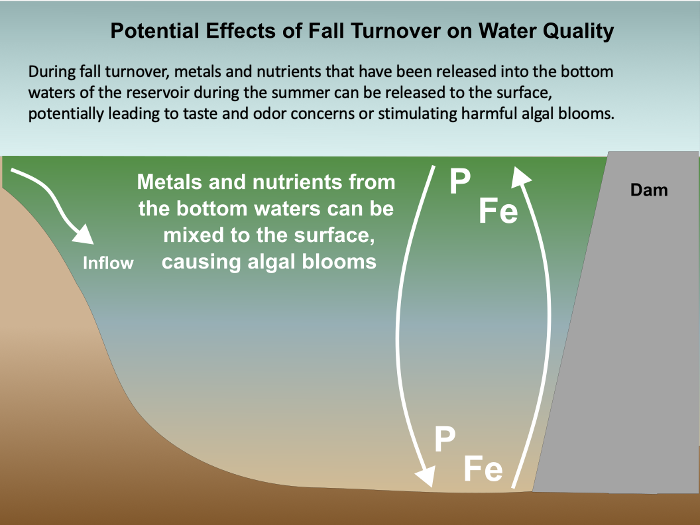 Potential Effects of Fall Turnover on Water Quality
During fall turnover, metals and nutrients that have been released into the bottom
waters of the reservoir during the summer can be released to the surface,
potentially leading to taste and odor concerns or stimulating harmful algal blooms.
Metals and nutrients from
the bottom waters can be
mixed to the surface,
causing algal blooms
Inflow
P
Fe
Dam
P
Fe